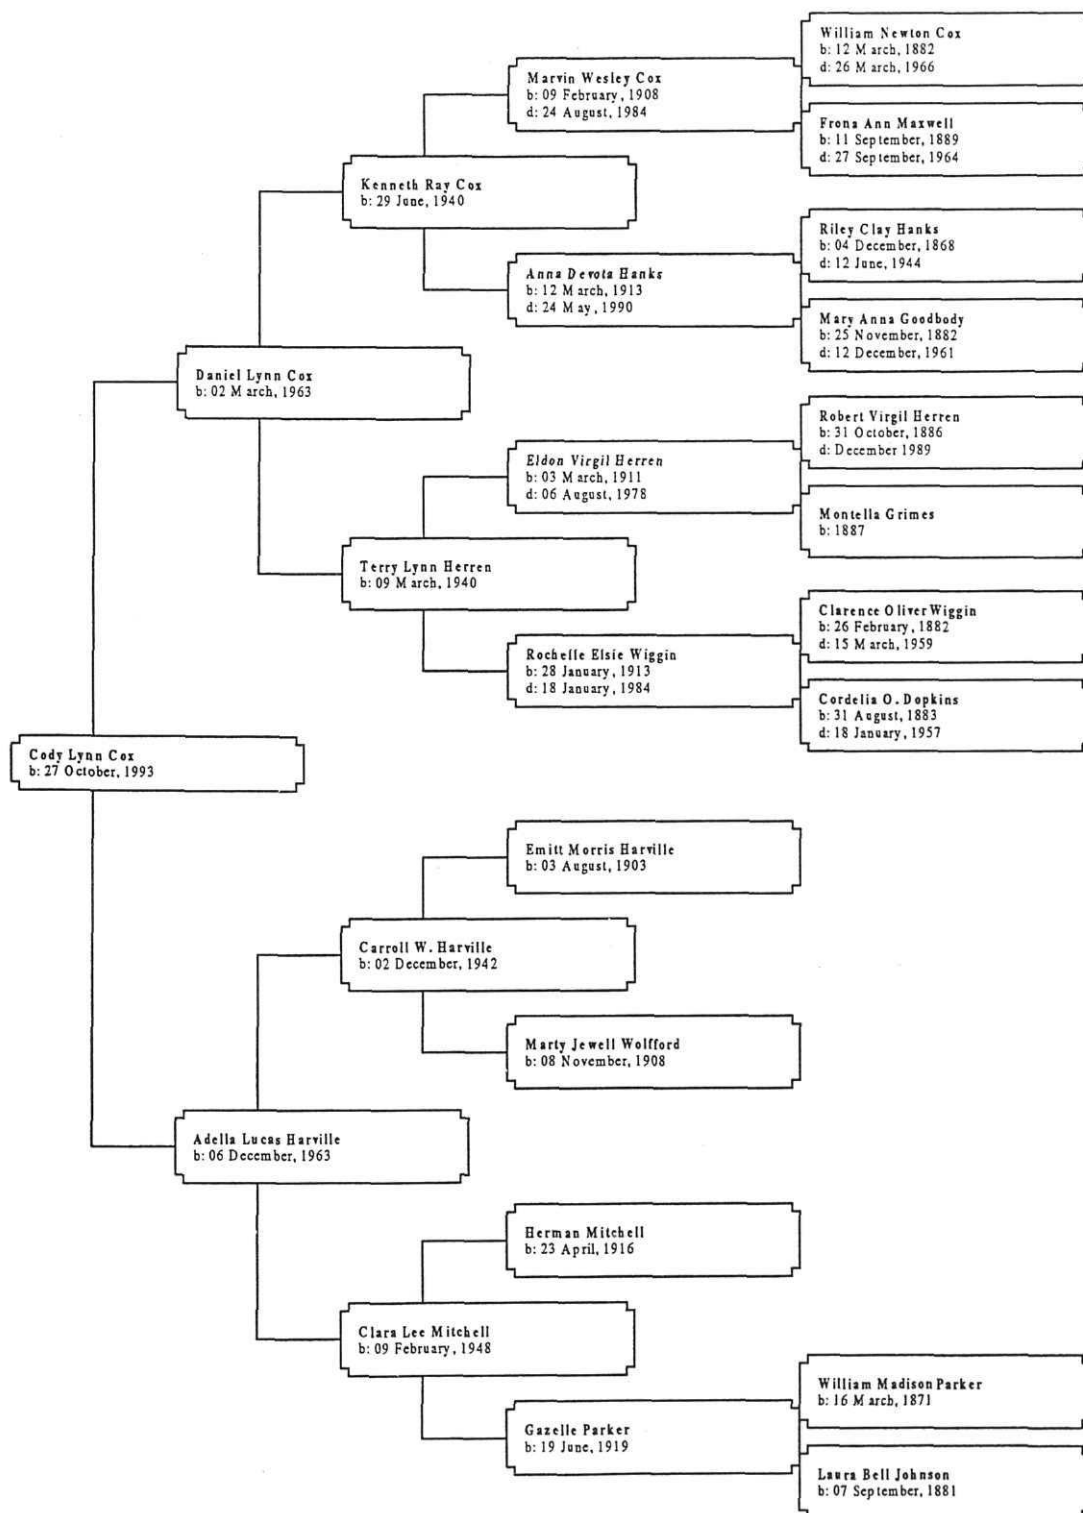 William Newton Cox
b: 12 March, 1882
d: 26 March, 1966
Marvin Wesley Cox
b: 09 February, 1908
d: 24 August, 1984
Frona Ann Maxwell
b: 11 September, 1889
d: 27 September, 1964
Kenneth Ray Cox
b: 29 June, 1940
Riley Clay Hanks
b: 04 December, 1868
d: 12 June, 1944
Anna Devota Hanks
b: 12 March, 1913
d: 24 May, 1990
Mary Anna Goodbody
b: 25 November, 1882
d: 12 December, 1961
Daniel Lynn Cox
b: 02 March, 1963
Robert Virgil Herren
b: 31 October, 1886
d: December 1989
Eldon Virgil Herren
b: 03 March, 1911
d: 06 August, 1978
Montella Grimes
b: 1887
Terry Lynn Herren
b: 09 March, 1940
Clarence Oliver Wiggin
b: 26 February, 1882
d: 15 March, 1959
Rochelle Elsie Wiggin
b: 28 January, 1913
d: 18 January, 1984
Cordelia O. Dopkins
b: 31 August, 1883
d: 18 January, 1957
Cody Lynn Cox
b: 27 October, 1993
Emitt Morris Harville
b: 03 August, 1903
Carroll W. Harville
b: 02 December, 1942
Marty Jewell Wolfford
b: 08 November, 1908
Adella Lucas Harville
b: 06 December, 1963
Herman Mitchell
b: 23 April, 1916
Clara Lee Mitchell
b: 09 February, 1948
William Madison Parker
b: 16 March, 1871
Gazelle Parker
b: 19 June, 1919
Laura Bell Johnson
b: 07 September, 1881